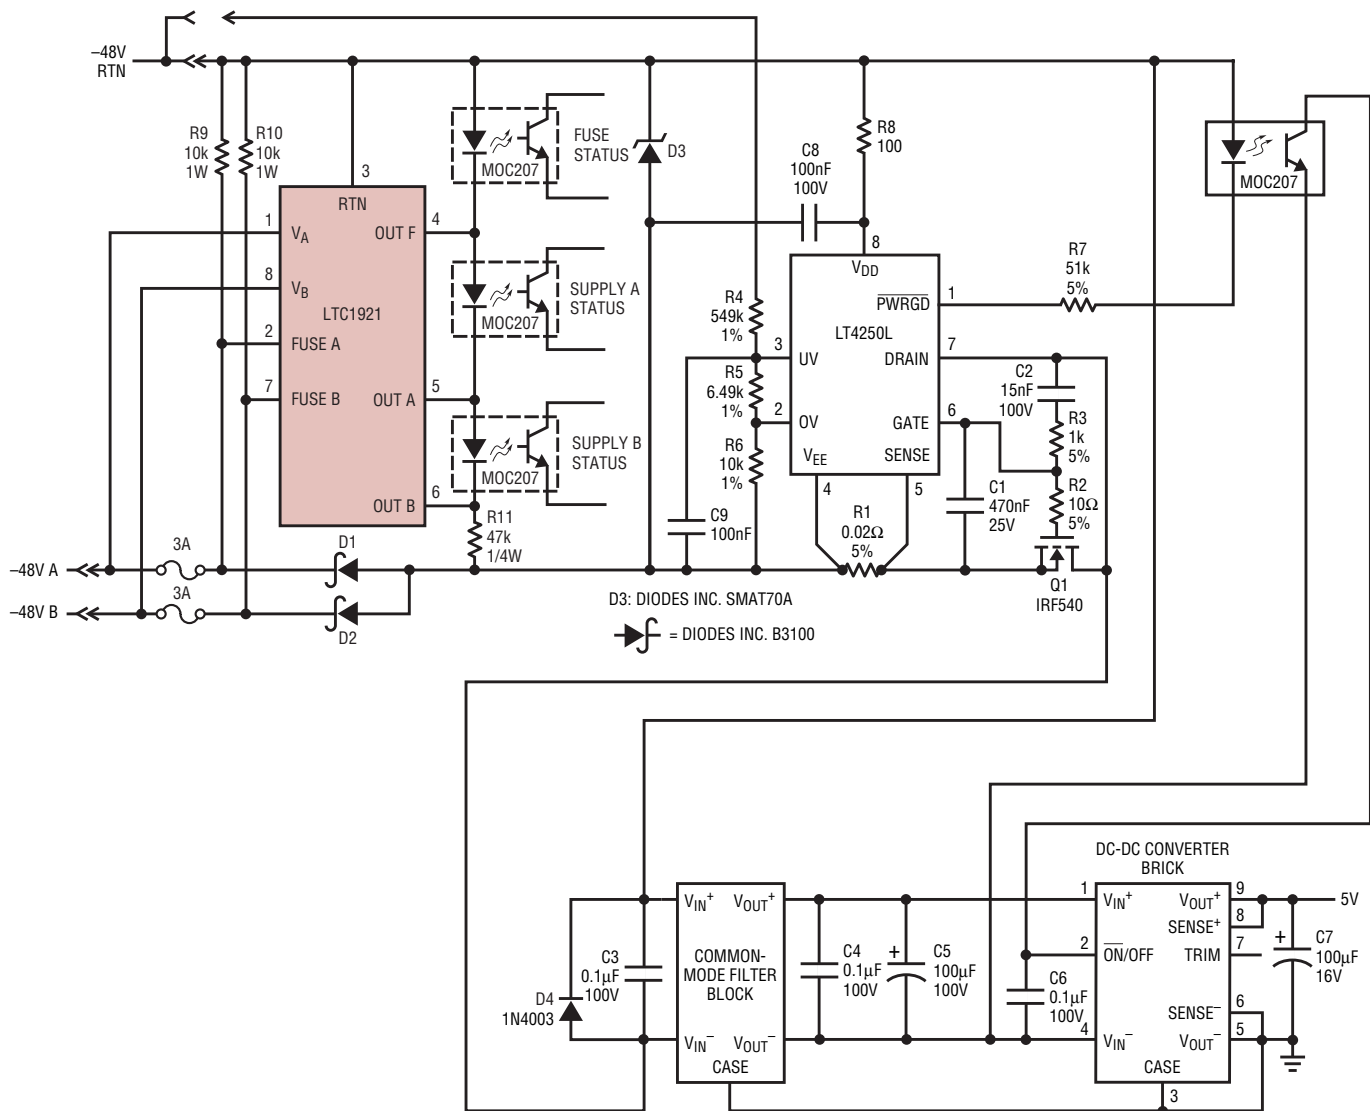 –48V
RTN
R9
10k
1W
R10
10k
1W
3
RTN
1
VA
OUT F
4
8
VB
LTC1921
2
FUSE A
7
FUSE B
OUT A
5
OUT B
6
MOC207
FUSE
STATUS
MOC207
SUPPLY A
STATUS
MOC207
SUPPLY B
STATUS
R11
47k
1/4W
–48V A
3A
D1
–48V B
3A
D2
D3
C8
100nF
100V
R8
100
8
VDD
R4
549k
1%
PWRGD
1
LT4250L
3
UV
DRAIN
7
R5
6.49k
1%
2
OV
GATE
6
R6
10k
1%
VEE
SENSE
4
5
C9
100nF
R1
0.02Ω
5%
C1
470nF
25V
C2
15nF
100V
R3
1k
5%
R2
10Ω
5%
Q1
IRF540
R7
51k
5%
MOC207
D3: DIODES INC. SMAT70A
= DIODES INC. B3100
D4
1N4003
C3
0.1µF
100V
VIN+
VOUT+
COMMON-
MODE FILTER
BLOCK
VIN–
VOUT–
CASE
C4
0.1µF
100V
+
C5
100µF
100V
C6
0.1µF
100V
DC-DC CONVERTER
BRICK
1
VIN+
VOUT+
9
5V
SENSE+
8
2
ON/OFF
TRIM
7
SENSE–
6
4
VIN–
VOUT–
5
CASE
3
+
C7
100µF
16V